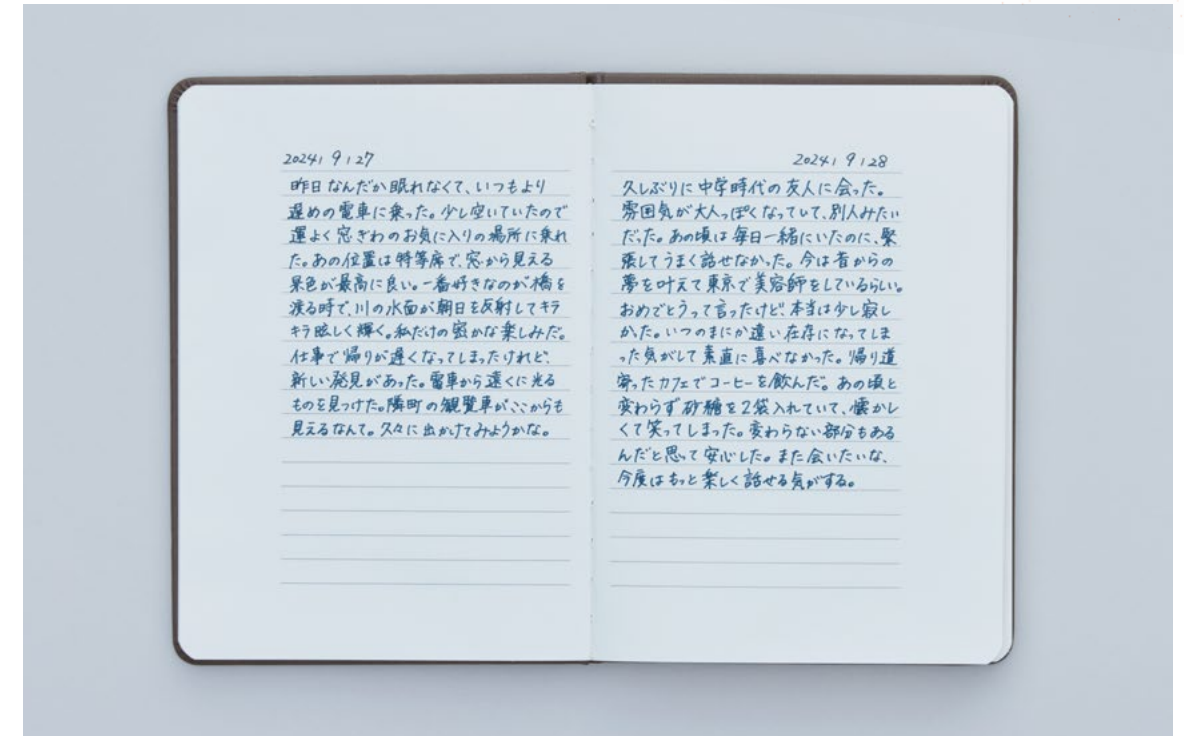 2024, 9, 27
昨日なんだか眠れなくて、いつもより
遅めの電車に乗った。少し空いていたので
運よく窓ぎわのお気に入りの場所に乗れ
た。あの位置は特等席で、窓から見える
景色が最高に良い。一番好きなのが橋を
渡る時で、川の水面が朝日を反射してキラ
キラ眩しく輝く。私だけの密かな楽しみだ。
仕事で帰りが遅くなってしまったけれど、
新しい発見があった。電車から遠くに光る
ものを見つけた。隣町の観覧車がここからも
見えるなんて。久々に出かけてみようかな。
2024, 9, 28
久しぶりに中学時代の友人に会った。
雰囲気が大人っぽくなっていて、別人みたい
だった。あの頃は毎日一緒にいたのに、緊
張してうまく話せなかった。今は昔からの
夢を叶えて東京で美容師をしているらしい。
おめでとうって言ったけど、本当は少し寂し
かった。いつのまにか遠い存在になってしま
った気がして素直に喜べなかった。帰り道
寄ったカフェでコーヒーを飲んだ。あの頃と
変わらず砂糖を2袋入れていて、懐かし
くて笑ってしまった。変わらない部分もある
んだと思って安心した。また会いたいな、
今度はもっと楽しく話せる気がする。